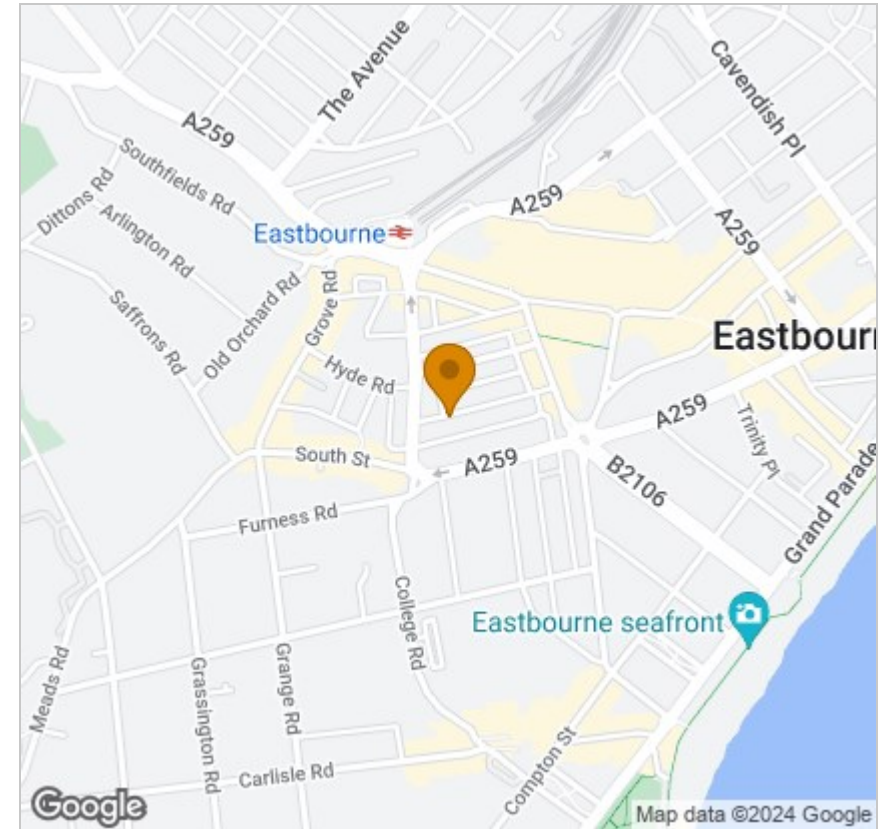 The Avenue
Cavendish Pl
A259
Southfields Rd
Dittons Rd
Arlington Rd
A259
A259
Eastbourne
Old Orchard Rd
Grove Rd
Saffrons Rd
Eastbourn
Hyde Rd
A259
Trinity Pl
South St
A259
B2106
Grand Parade
Furness Rd
College Rd
Eastbourne seafront
Meads Rd
Grassington Rd
Grange Rd
Compton St
Carlisle Rd
Google
Map data ©2024 Google